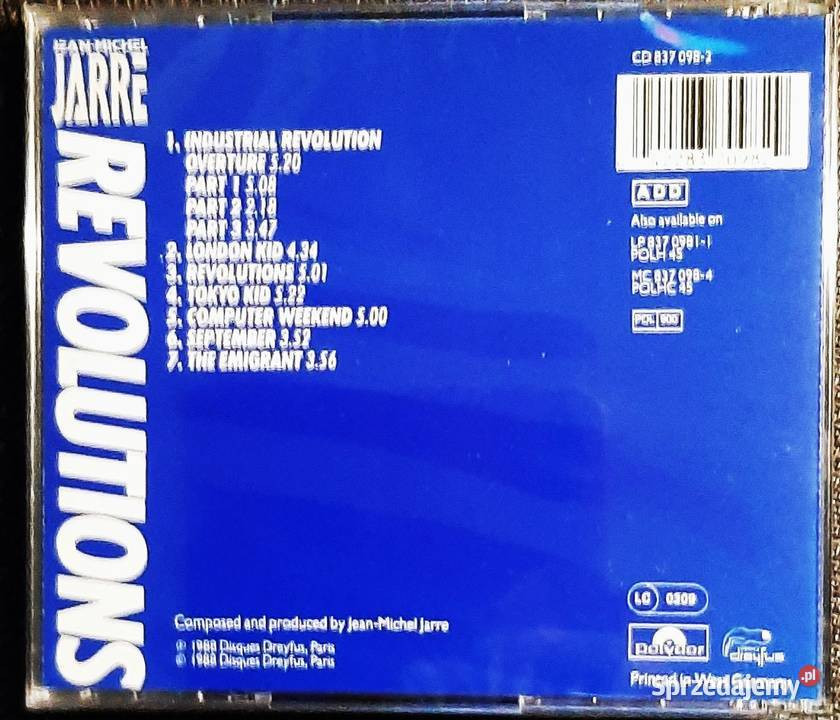 JEAN-MICHEL
JARRE
REVOLUTIONS
1. INDUSTRIAL REVOLUTION
OVERTURE 5.20
PART 1 5.08
PART 2 2.18
PART 3 3.47
2. LONDON KID 4.34
3. REVOLUTIONS 5.01
4. TOKYO KID 5.22
5. COMPUTER WEEKEND 5.00
6. SEPTEMBER 3.52
7. THE EMIGRANT 3.56
Composed and produced by Jean-Michel Jarre
℗ 1988 Disques Dreyfus, Paris
© 1988 Disques Dreyfus, Paris
CD 837 098-2
ADD
Also available on
LP 837 0981-1
POLH 45
MC 837 098-4
POLHC 45
POL 900
LC 0309
polydor
dreyfus
Printed in West Germany
sprzedajemy.pl